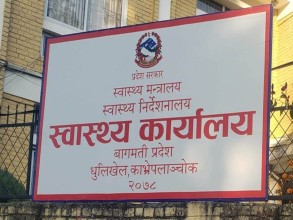 प्रदेश सरकार
स्वास्थ्य मन्त्रालय
स्वास्थ्य निर्देशनालय
स्वास्थ्य कार्यालय
बागमती प्रदेश
धुलिखेल, काभ्रेपलाञ्चोक
२०७८